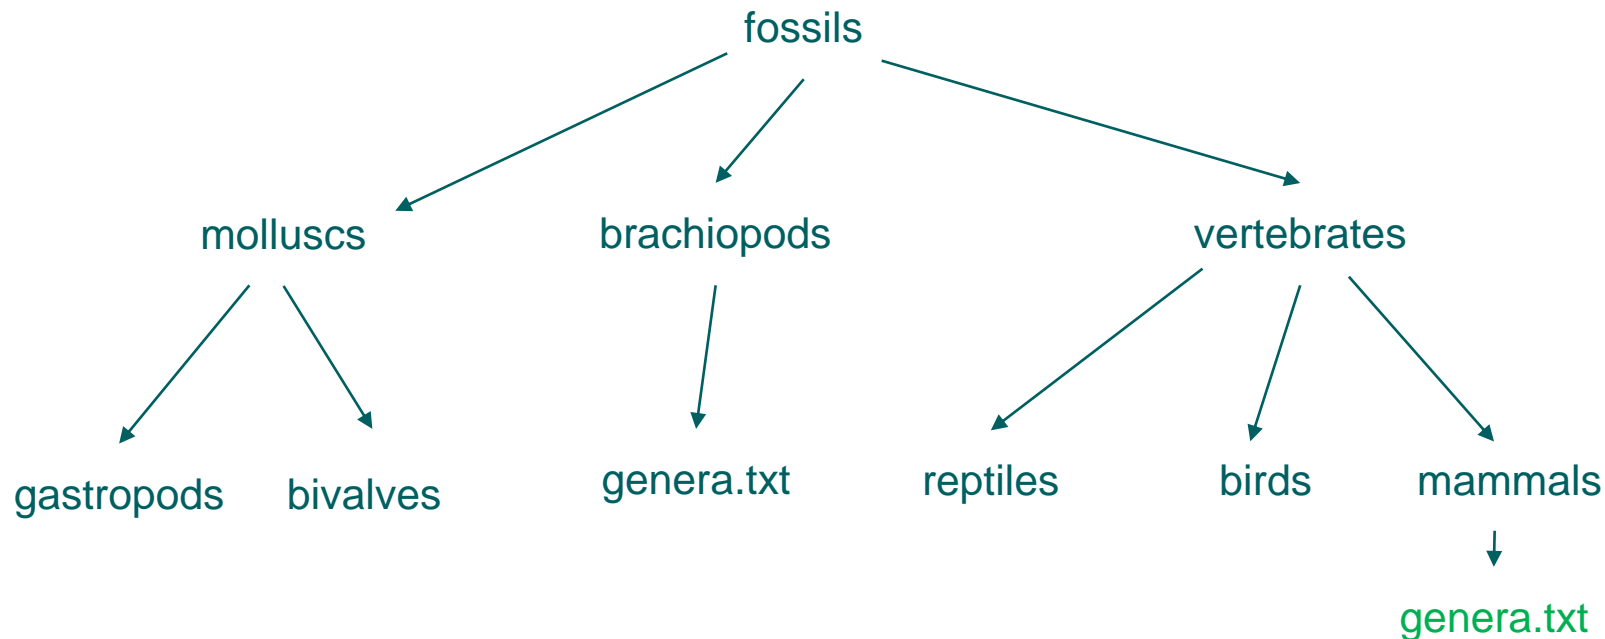 fossils
molluscs
brachiopods
vertebrates
gastropods
bivalves
genera.txt
reptiles
birds
mammals
genera.txt